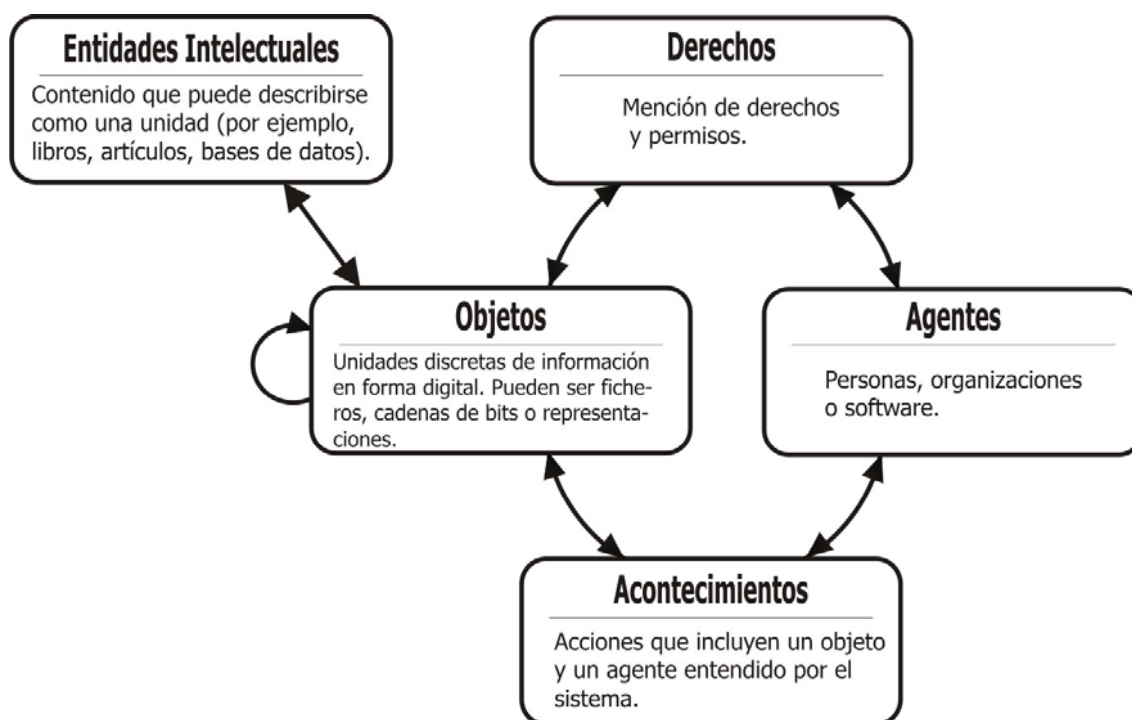 Entidades Intelectuales
Contenido que puede describirse
como una unidad (por ejemplo,
libros, artículos, bases de datos).
Derechos
Mención de derechos
y permisos.
Objetos
Unidades discretas de información
en forma digital. Pueden ser fiche-
ros, cadenas de bits o representa-
ciones.
Agentes
Personas, organizaciones
o software.
Acontecimientos
Acciones que incluyen un objeto
y un agente entendido por el
sistema.